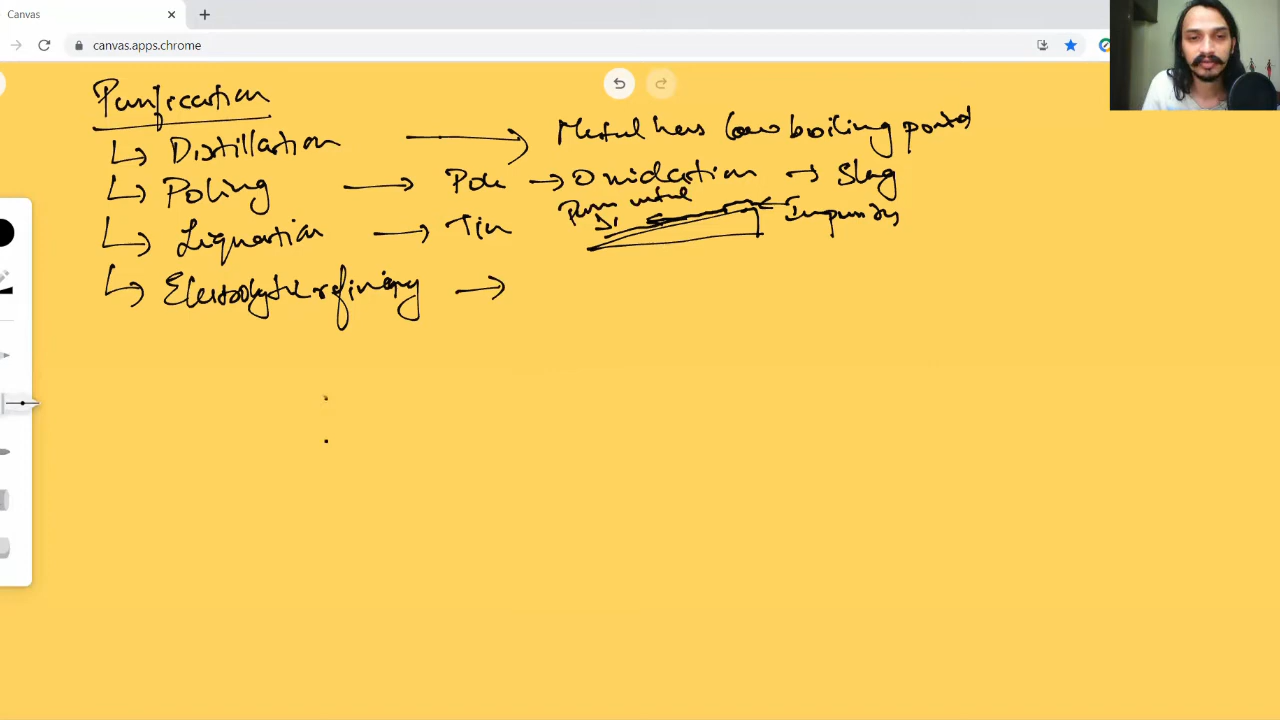 Canvas
canvas.apps.chrome
Purification
↳ Distillation → Metal has low boiling point
↳ Poling → Pole → Oxidation → Slag
↳ Liquation → Tin
Pure metal
Impurities
↳ Electrolytic refining →